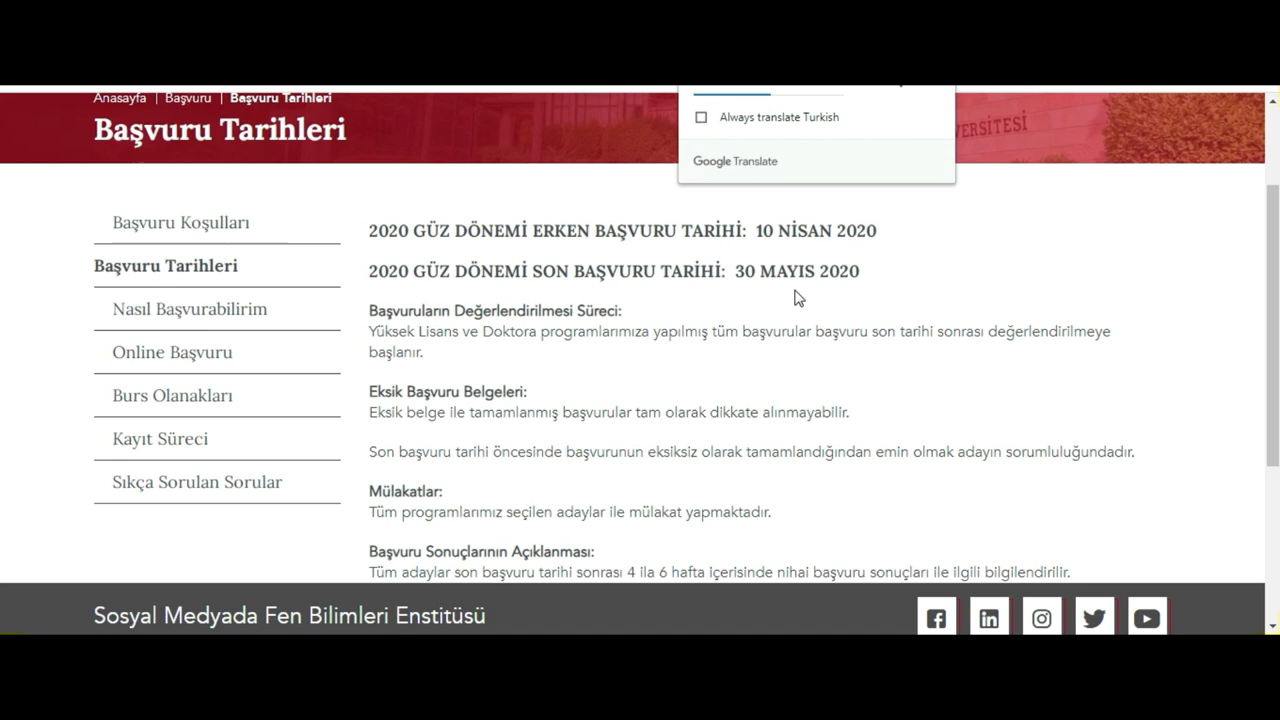 Anasayfa | Başvuru | Başvuru Tarihleri
Başvuru Tarihleri
Always translate Turkish
Google Translate
VERSİTESİ
Başvuru Koşulları
Başvuru Tarihleri
Nasıl Başvurabilirim
Online Başvuru
Burs Olanakları
Kayıt Süreci
Sıkça Sorulan Sorular
2020 GÜZ DÖNEMİ ERKEN BAŞVURU TARİHİ: 10 NİSAN 2020
2020 GÜZ DÖNEMİ SON BAŞVURU TARİHİ: 30 MAYIS 2020
Başvuruların Değerlendirilmesi Süreci:
Yüksek Lisans ve Doktora programlarımıza yapılmış tüm başvurular başvuru son tarihi sonrası değerlendirilmeye
başlanır.
Eksik Başvuru Belgeleri:
Eksik belge ile tamamlanmış başvurular tam olarak dikkate alınmayabilir.
Son başvuru tarihi öncesinde başvurunun eksiksiz olarak tamamlandığından emin olmak adayın sorumluluğundadır.
Mülakatlar:
Tüm programlarımız seçilen adaylar ile mülakat yapmaktadır.
Başvuru Sonuçlarının Açıklanması:
Tüm adaylar son başvuru tarihi sonrası 4 ila 6 hafta içerisinde nihai başvuru sonuçları ile ilgili bilgilendirilir.
Sosyal Medyada Fen Bilimleri Enstitüsü